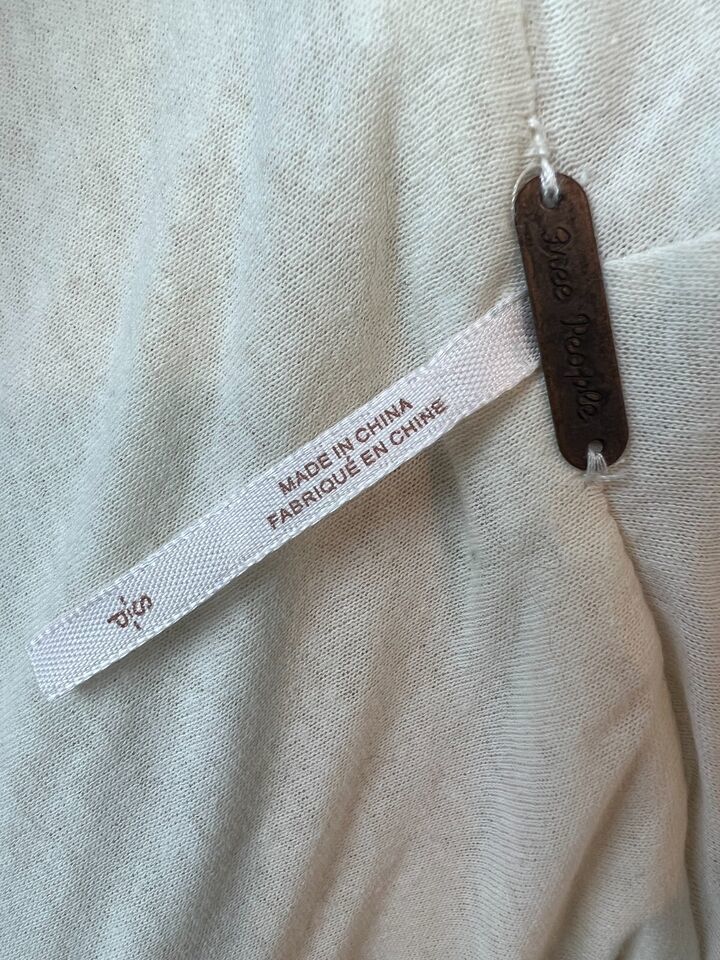 free People
MADE IN CHINA
FABRIQUÉ EN CHINE
S:P